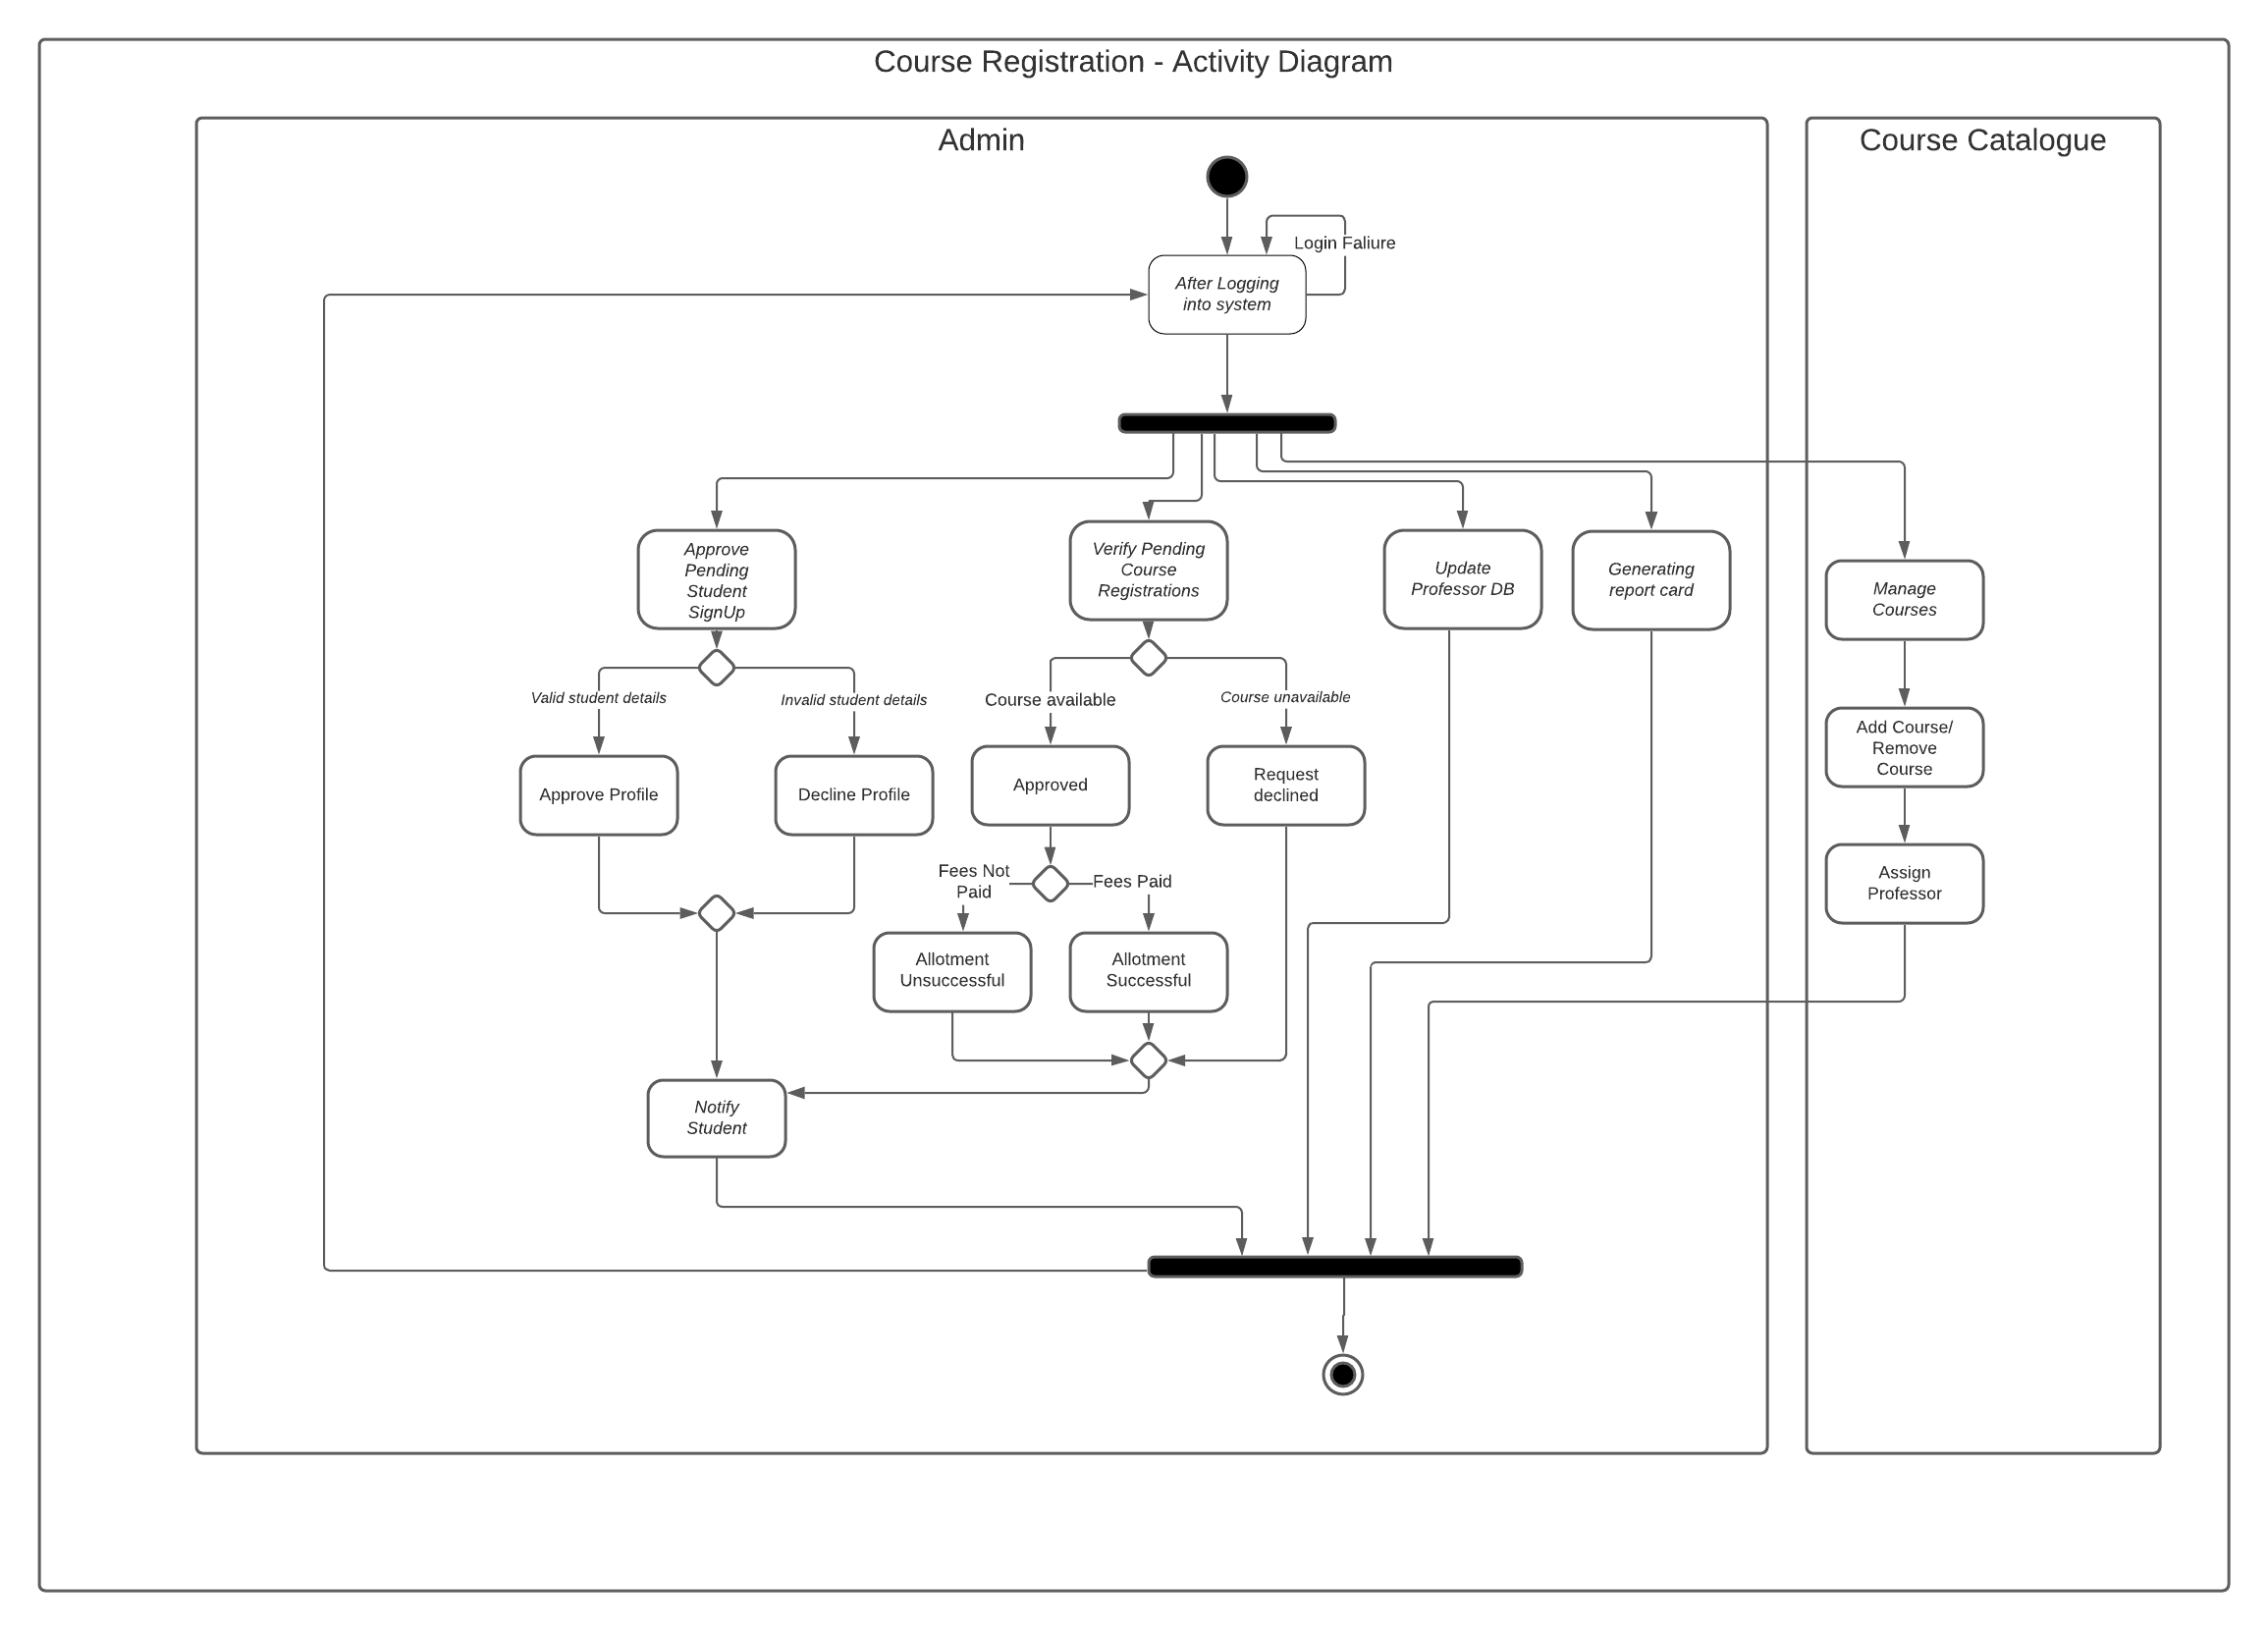 Course Registration - Activity Diagram
Admin
Course Catalogue
Login Faliure
After Logging
into system
Approve
Pending
Student
SignUp
Verify Pending
Course
Registrations
Update
Professor DB
Generating
report card
Manage
Courses
Valid student details
Invalid student details
Course available
Course unavailable
Add Course/
Remove
Course
Approve Profile
Decline Profile
Approved
Request
declined
Fees Not
Paid
Fees Paid
Assign
Professor
Allotment
Unsuccessful
Allotment
Successful
Notify
Student